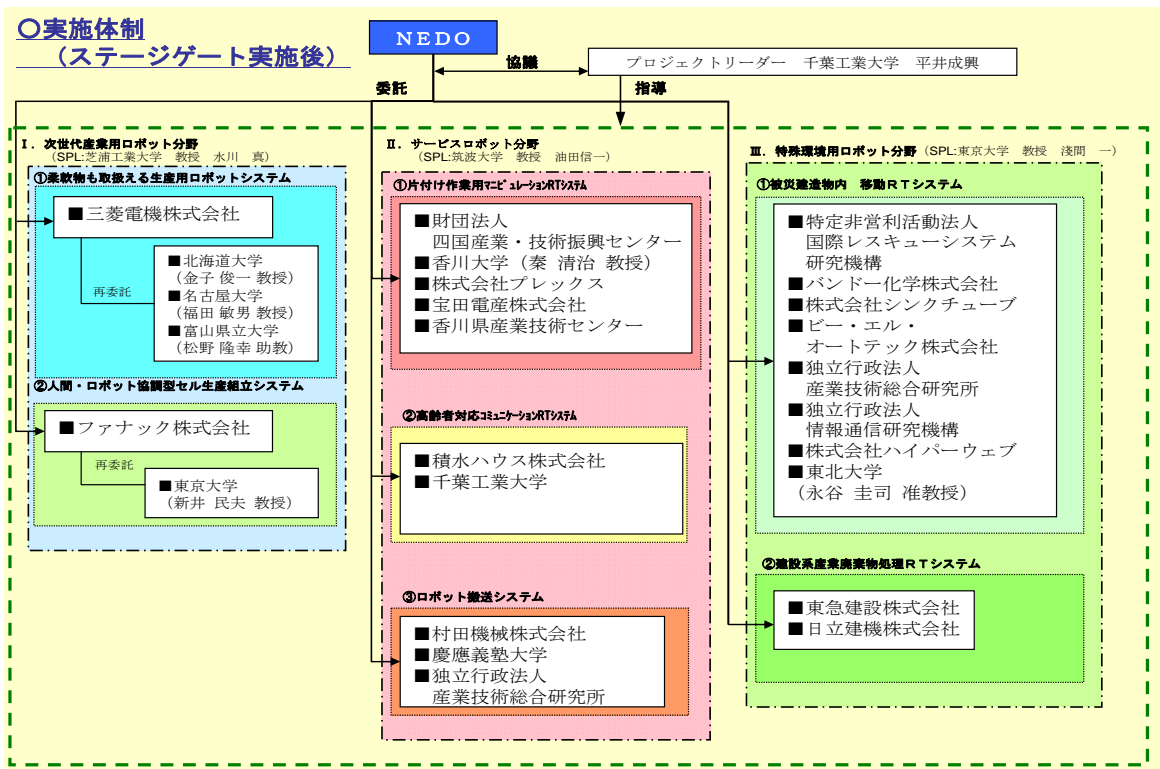 〇実施体制
（ステージゲート実施後）
NEDO
協議
プロジェクトリーダー　千葉工業大学　平井成興
委託
指導
Ⅰ．次世代産業用ロボット分野
（SPL:芝浦工業大学　教授　水川　真）
①柔軟物も取扱える生産用ロボットシステム
■三菱電機株式会社
再委託
■北海道大学
（金子 俊一 教授）
■名古屋大学
（福田 敏男 教授）
■富山県立大学
（松野 隆幸 助教）
②人間・ロボット協調型セル生産組立システム
■ファナック株式会社
再委託
■東京大学
（新井 民夫 教授）
Ⅱ．サービスロボット分野
（SPL:筑波大学　教授　油田信一）
①片付け作業用ﾏﾆﾋﾟｭﾚｰｼｮﾝRTｼｽﾃﾑ
■財団法人
四国産業・技術振興センター
■香川大学（秦 清治 教授）
■株式会社プレックス
■宝田電産株式会社
■香川県産業技術センター
②高齢者対応ｺﾐｭﾆｹｰｼｮﾝRTｼｽﾃﾑ
■積水ハウス株式会社
■千葉工業大学
③ロボット搬送システム
■村田機械株式会社
■慶應義塾大学
■独立行政法人
産業技術総合研究所
Ⅲ．特殊環境用ロボット分野（SPL:東京大学　教授　淺間　一）
①被災建造物内　移動ＲＴシステム
■特定非営利活動法人
国際レスキューシステム
研究機構
■バンドー化学株式会社
■株式会社シンクチューブ
■ビー・エル・
オートテック株式会社
■独立行政法人
産業技術総合研究所
■独立行政法人
情報通信研究機構
■株式会社ハイパーウェブ
■東北大学
（永谷 圭司 准教授）
②建設系産業廃棄物処理ＲＴシステム
■東急建設株式会社
■日立建機株式会社